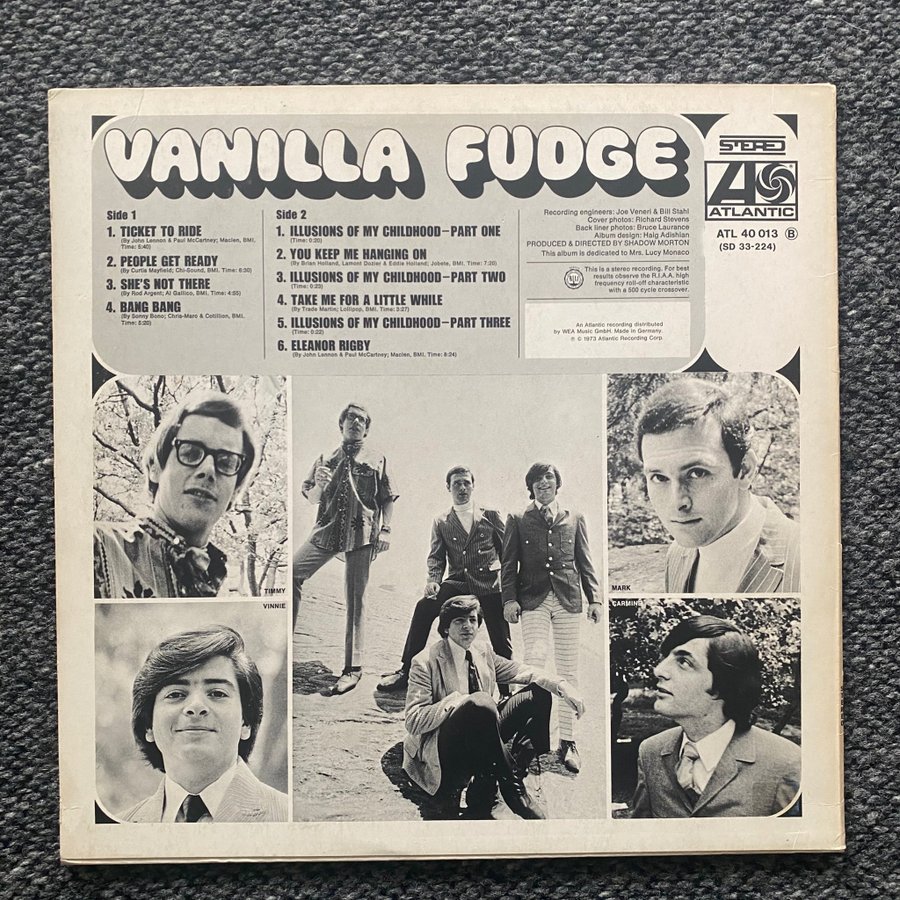 VANILLA FUDGE
STEREO
ATLANTIC
ATL 40 013 B
(SD 33-224)
Side 1
1. TICKET TO RIDE
(By John Lennon & Paul McCartney; Maclen, BMI,
Time: 5:40)
2. PEOPLE GET READY
(By Curtis Mayfield; Chi-Sound, BMI, Time: 6:30)
3. SHE'S NOT THERE
(By Rod Argent; Al Gallico, BMI, Time: 4:55)
4. BANG BANG
(By Sonny Bono; Chris-Marc & Cotillion, BMI,
Time: 5:20)
Side 2
1. ILLUSIONS OF MY CHILDHOOD—PART ONE
(Time: 0:20)
2. YOU KEEP ME HANGING ON
(By Brian Holland, Lamont Dozier & Eddie Holland; Jobete, BMI, Time: 7:20)
3. ILLUSIONS OF MY CHILDHOOD—PART TWO
(Time: 0:23)
4. TAKE ME FOR A LITTLE WHILE
(By Trade Martin; Lollipop, BMI, Time: 3:27)
5. ILLUSIONS OF MY CHILDHOOD—PART THREE
(Time: 0:22)
6. ELEANOR RIGBY
(By John Lennon & Paul McCartney; Maclen, BMI, Time: 8:24)
Recording engineers: Joe Veneri & Bill Stahl
Cover photos: Richard Stevens
Back liner photos: Bruce Laurance
Album design: Haig Adishian
PRODUCED & DIRECTED BY SHADOW MORTON
This album is dedicated to Mrs. Lucy Monaco
This is a stereo recording. For best
results observe the R.I.A.A. high
frequency roll-off characteristic
with a 500 cycle crossover.
An Atlantic recording distributed
by WEA Music GmbH. Made in Germany.
℗ © 1973 Atlantic Recording Corp.
TIMMY
MARK
VINNIE
CARMINE